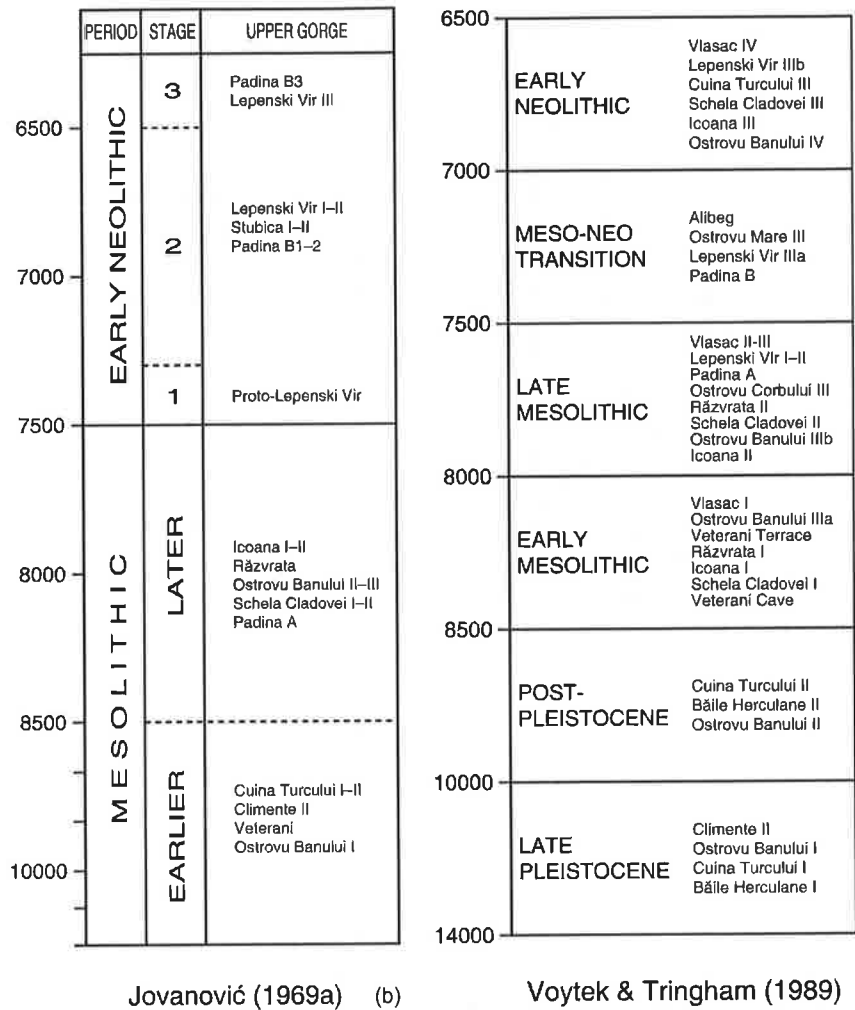 PERIOD STAGE UPPER GORGE
EARLY NEOLITHIC
3
Padina B3
Lepenski Vir III
6500
2
Lepenski Vir I–II
Stubica I–II
Padina B1–2
7000
1
Proto-Lepenski Vir
7500
MESOLITHIC
LATER
8000
Icoana I–II
Răzvrata
Ostrovu Banului II–III
Schela Cladovei I–II
Padina A
8500
EARLIER
Cuina Turcului I–II
Climente II
Veterani
Ostrovu Banului I
10000
Jovanović (1969a) (b)
6500
EARLY
NEOLITHIC
Vlasac IV
Lepenski Vir IIIb
Cuina Turcului III
Schela Cladovei III
Icoana III
Ostrovu Banului IV
7000
MESO-NEO
TRANSITION
Alibeg
Ostrovu Mare III
Lepenski Vir IIIa
Padina B
7500
LATE
MESOLITHIC
Vlasac II-III
Lepenski Vir I–II
Padina A
Ostrovu Corbului III
Răzvrata II
Schela Cladovei II
Ostrovu Banului IIIb
Icoana II
8000
EARLY
MESOLITHIC
Vlasac I
Ostrovu Banului IIIa
Veterani Terrace
Răzvrata I
Icoana I
Schela Cladovei I
Veterani Cave
8500
POST-
PLEISTOCENE
Cuina Turcului II
Băile Herculane II
Ostrovu Banului II
10000
LATE
PLEISTOCENE
Climente II
Ostrovu Banului I
Cuina Turcului I
Băile Herculane I
14000
Voytek & Tringham (1989)